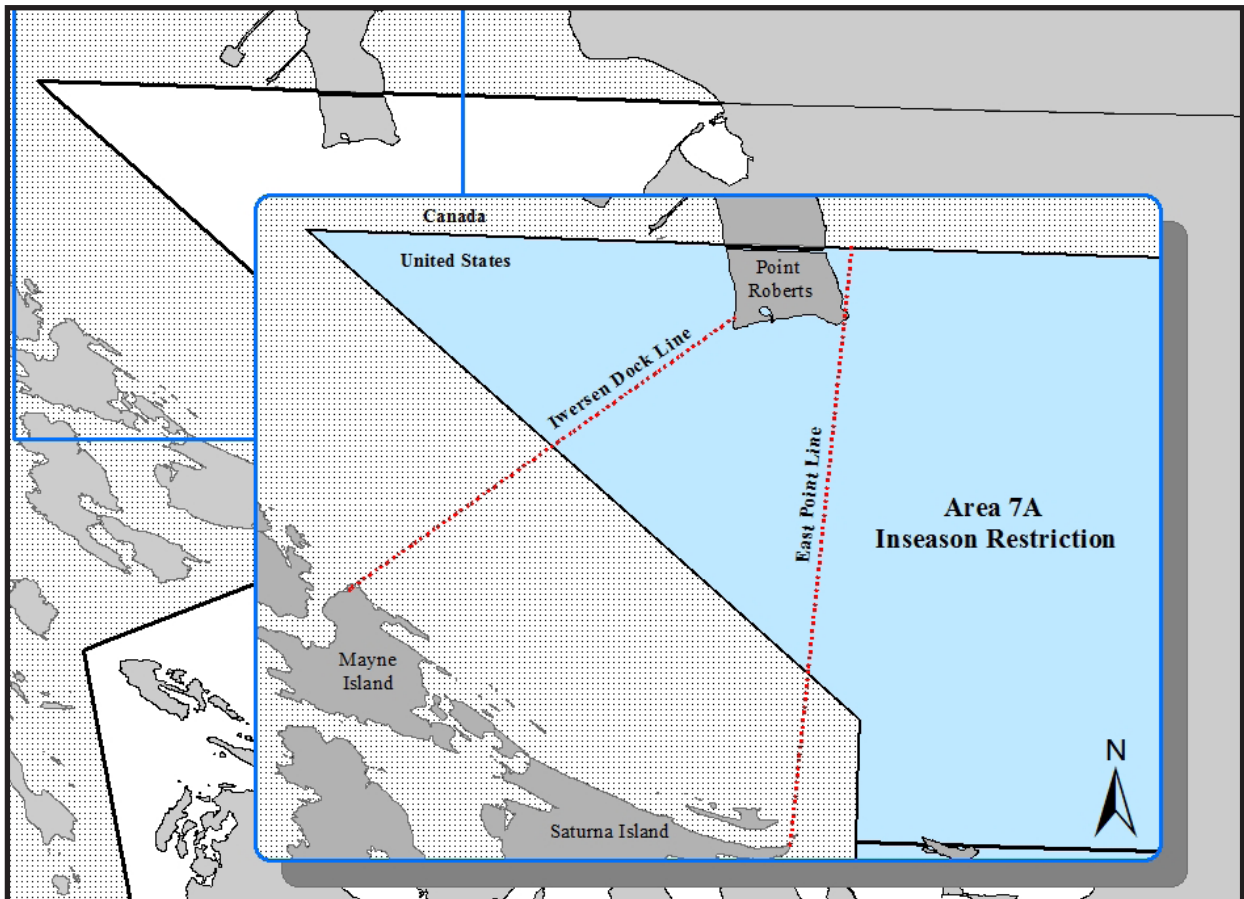 Canada
United States
Point
Roberts
Iwersen Dock Line
East Point Line
Area 7A
Inseason Restriction
Mayne
Island
N
Saturna Island